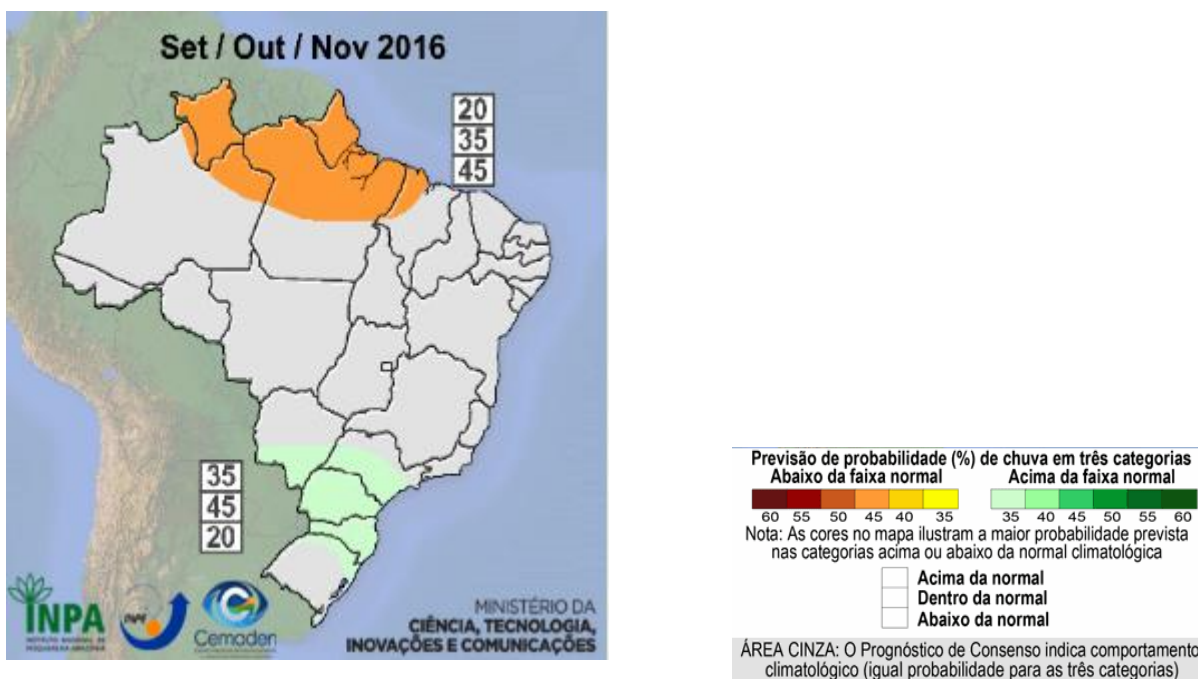 Set / Out / Nov 2016
20
35
45
35
45
20
INPA
INPE
Cemaden
MINISTÉRIO DA
CIÊNCIA, TECNOLOGIA,
INOVAÇÕES E COMUNICAÇÕES
Previsão de probabilidade (%) de chuva em três categorias
Abaixo da faixa normal Acima da faixa normal
60 55 50 45 40 35 35 40 45 50 55 60
Nota: As cores no mapa ilustram a maior probabilidade prevista
nas categorias acima ou abaixo da normal climatológica
Acima da normal
Dentro da normal
Abaixo da normal
ÁREA CINZA: O Prognóstico de Consenso indica comportamento
climatológico (igual probabilidade para as três categorias)